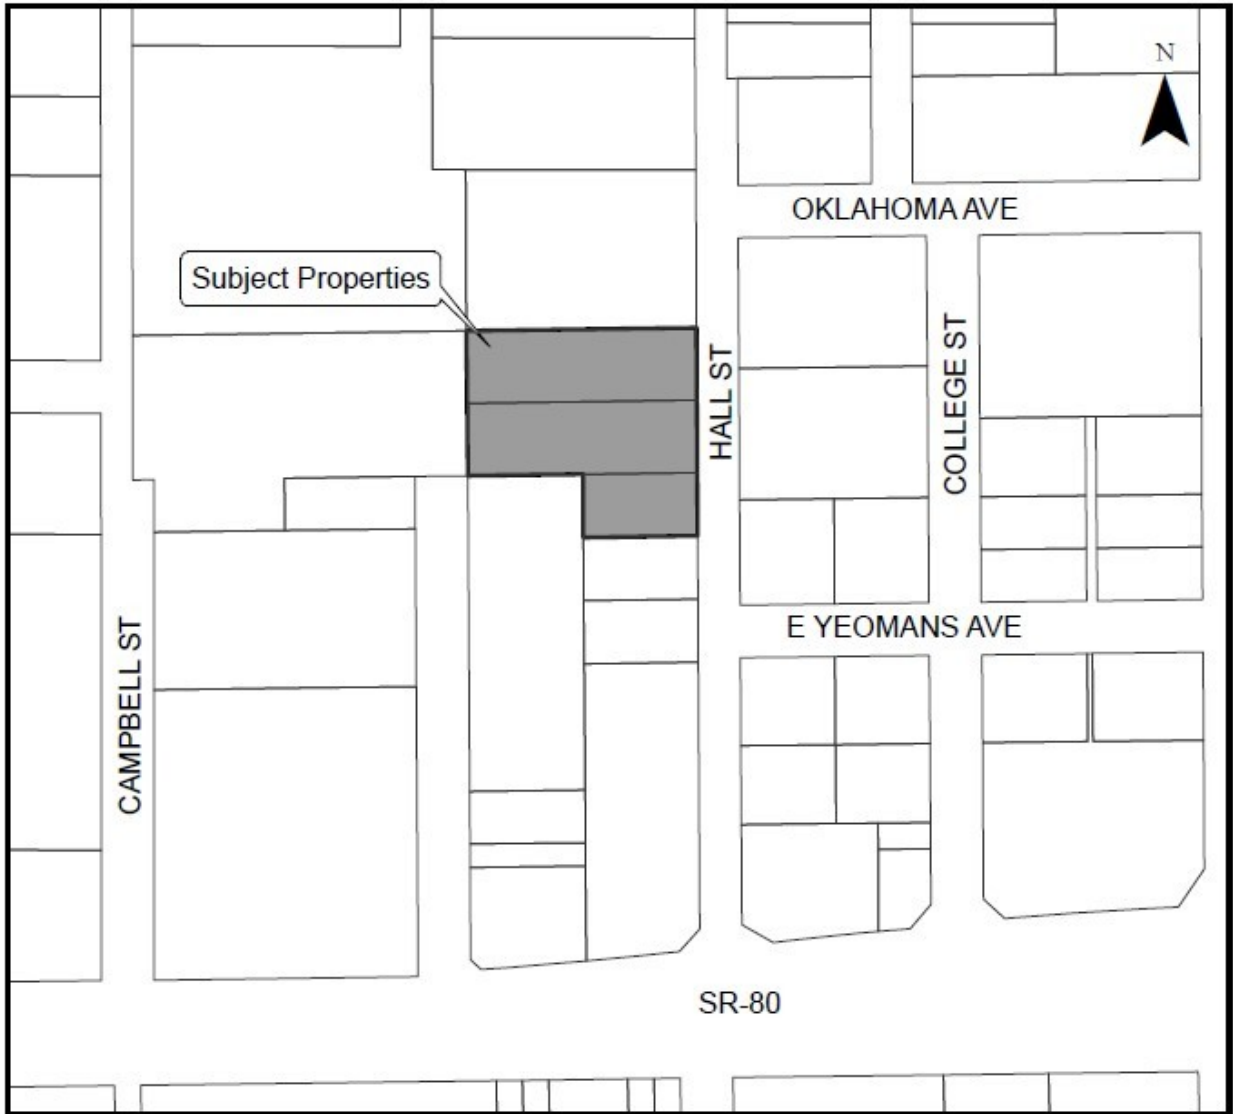 N
OKLAHOMA AVE
Subject Properties
HALL ST
COLLEGE ST
E YEOMANS AVE
CAMPBELL ST
SR-80